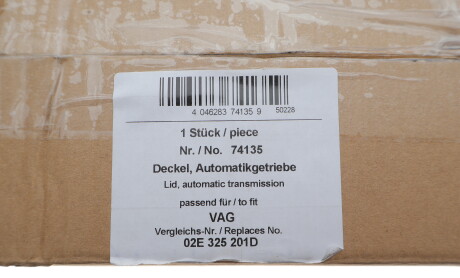 4 046283 74135 9 50228
1 Stück / piece
Nr. / No. 74135
Deckel, Automatikgetriebe
Lid, automatic transmission
passend für / to fit
VAG
Vergleichs-Nr. / Replaces No.
02E 325 201D